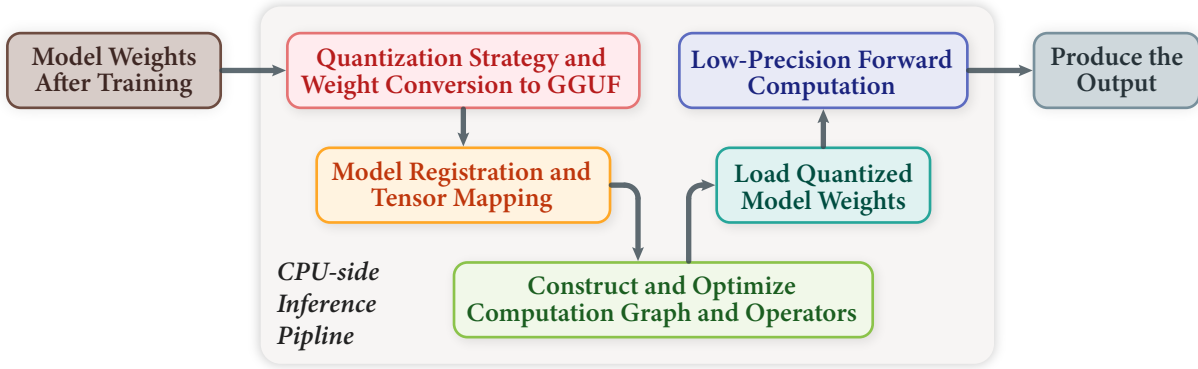 Model Weights
After Training
Quantization Strategy and
Weight Conversion to GGUF
Low-Precision Forward
Computation
Produce the
Output
Model Registration and
Tensor Mapping
Load Quantized
Model Weights
Construct and Optimize
Computation Graph and Operators
CPU-side
Inference
Pipline